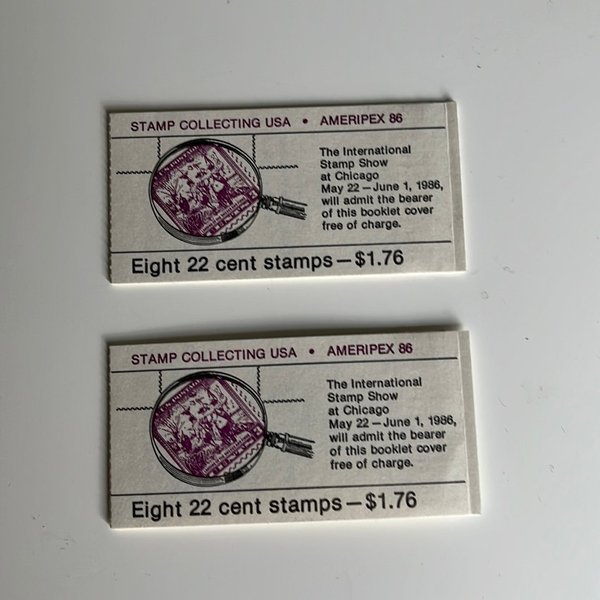 STAMP COLLECTING USA • AMERIPEX 86
The International
Stamp Show
at Chicago
May 22 — June 1, 1986,
will admit the bearer
of this booklet cover
free of charge.
Eight 22 cent stamps — $1.76
STAMP COLLECTING USA • AMERIPEX 86
The International
Stamp Show
at Chicago
May 22 — June 1, 1986,
will admit the bearer
of this booklet cover
free of charge.
Eight 22 cent stamps — $1.76